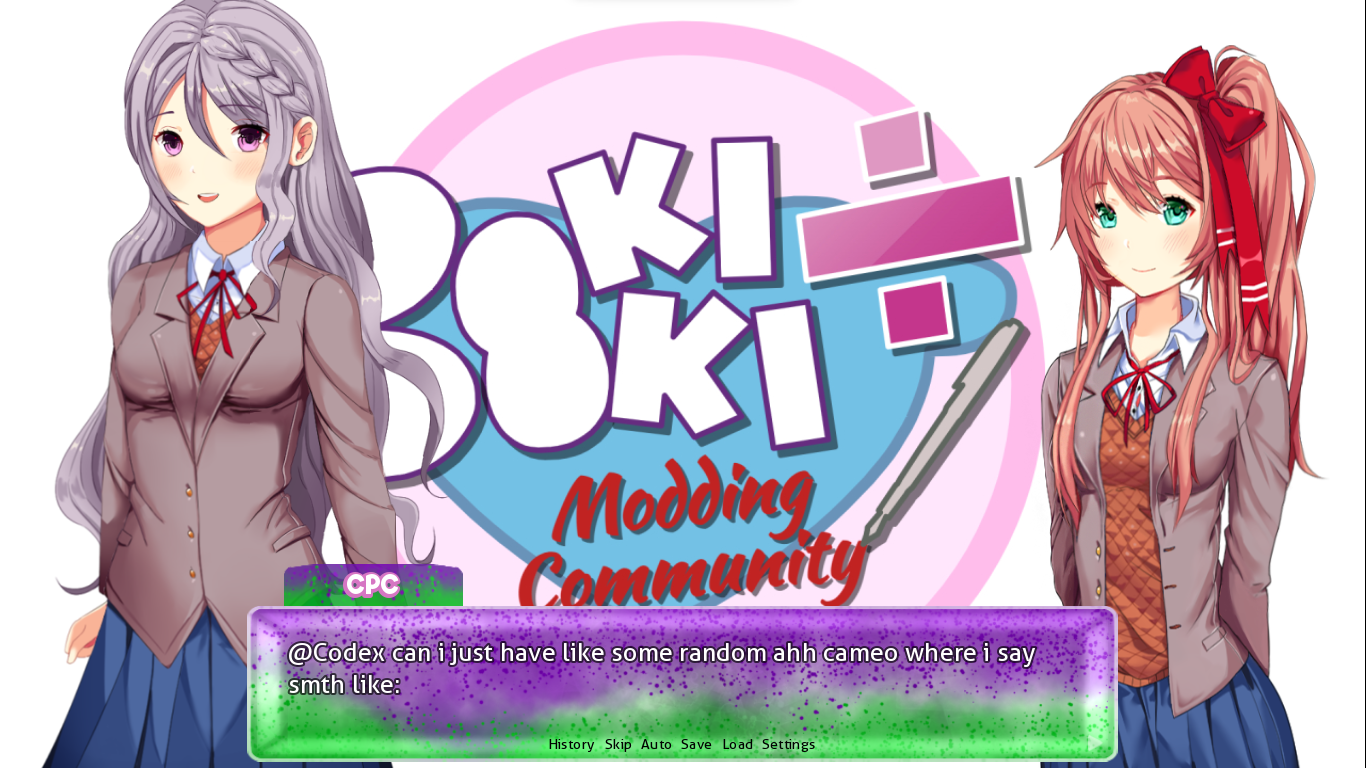 DOKI
DOKI
Modding
Community
CPC
@Codex can i just have like some random ahh cameo where i say
smth like:
History Skip Auto Save Load Settings